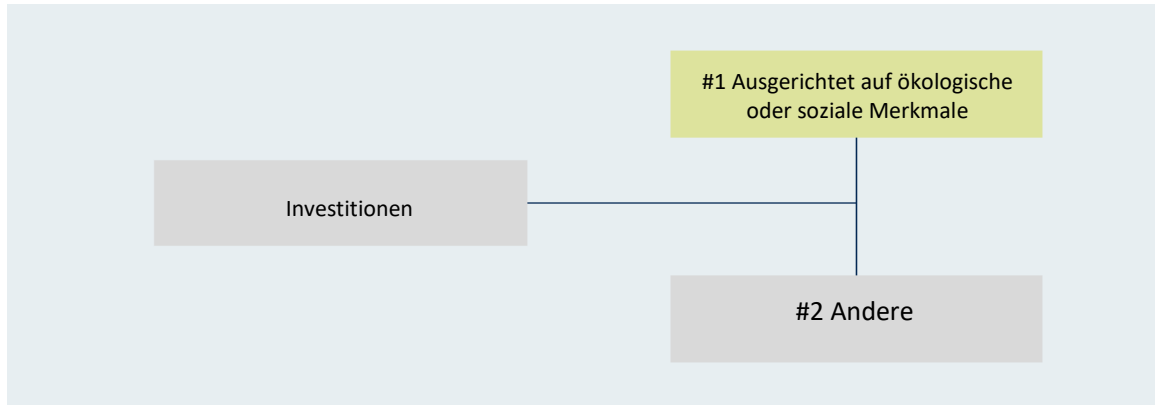 #1 Ausgerichtet auf ökologische
oder soziale Merkmale
Investitionen
#2 Andere